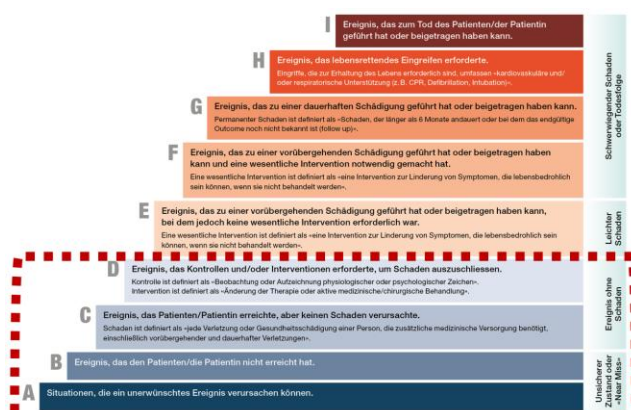 I
Ereignis, das zum Tod des Patienten/der Patientin
geführt hat oder beigetragen haben kann.
H
Ereignis, das lebensrettendes Eingreifen erforderte.
Eingriffe, die zur Erhaltung des Lebens erforderlich sind, umfassen «kardiovaskuläre und/
oder respiratorische Unterstützung (z. B. CPR, Defibrillation, Intubation)».
G
Ereignis, das zu einer dauerhaften Schädigung geführt hat oder beigetragen haben kann.
Permanenter Schaden ist definiert als «Schaden, der länger als 6 Monate andauert oder bei dem das endgültige
Outcome noch nicht bekannt ist (follow up)».
F
Ereignis, das zu einer vorübergehenden Schädigung geführt hat oder beigetragen haben
kann und eine wesentliche Intervention notwendig gemacht hat.
Eine wesentliche Intervention ist definiert als «eine Intervention zur Linderung von Symptomen, die lebensbedrohlich
sein können, wenn sie nicht behandelt werden».
Schwerwiegender Schaden
oder Todesfolge
E
Ereignis, das zu einer vorübergehenden Schädigung geführt hat oder beigetragen haben kann,
bei dem jedoch keine wesentliche Intervention erforderlich war.
Eine wesentliche Intervention ist definiert als «eine Intervention zur Linderung von Symptomen, die lebensbedrohlich sein
können, wenn sie nicht behandelt werden».
Leichter
Schaden
D
Ereignis, das Kontrollen und/oder Interventionen erforderte, um Schaden auszuschliessen.
Kontrolle ist definiert als «Beobachtung oder Aufzeichnung physiologischer oder psychologischer Zeichen».
Intervention ist definiert als «Änderung der Therapie oder aktive medizinische/chirurgische Behandlung».
C
Ereignis, das Patienten/Patientin erreichte, aber keinen Schaden verursachte.
Schaden ist definiert als «jede Verletzung oder Gesundheitsschädigung einer Person, die zusätzliche medizinische Versorgung benötigt,
einschließlich vorübergehender und dauerhafter Verletzungen».
Ereignis ohne
Schaden
B
Ereignis, das den Patienten/die Patientin nicht erreicht hat.
A
Situationen, die ein unerwünschtes Ereignis verursachen können.
Unsicherer
Zustand oder
«Near Miss»